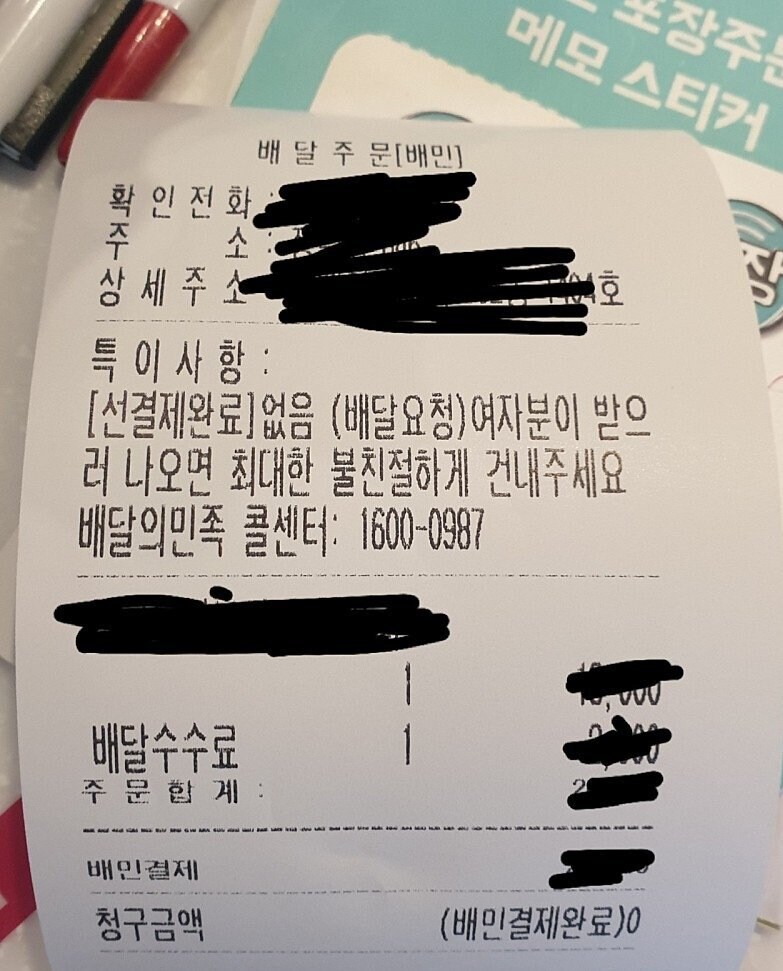 포장주문
메모 스티커
장
배달주문[배민]
확인전화 :
주 소 :
상세주소 호
특이사항 :
[선결제완료]없음 (배달요청)여자분이 받으
러 나오면 최대한 불친절하게 건내주세요
배달의민족 콜센터: 1600-0987
1
배달수수료 1
주문합계 : 2
배민결제
청구금액 (배민결제완료)0